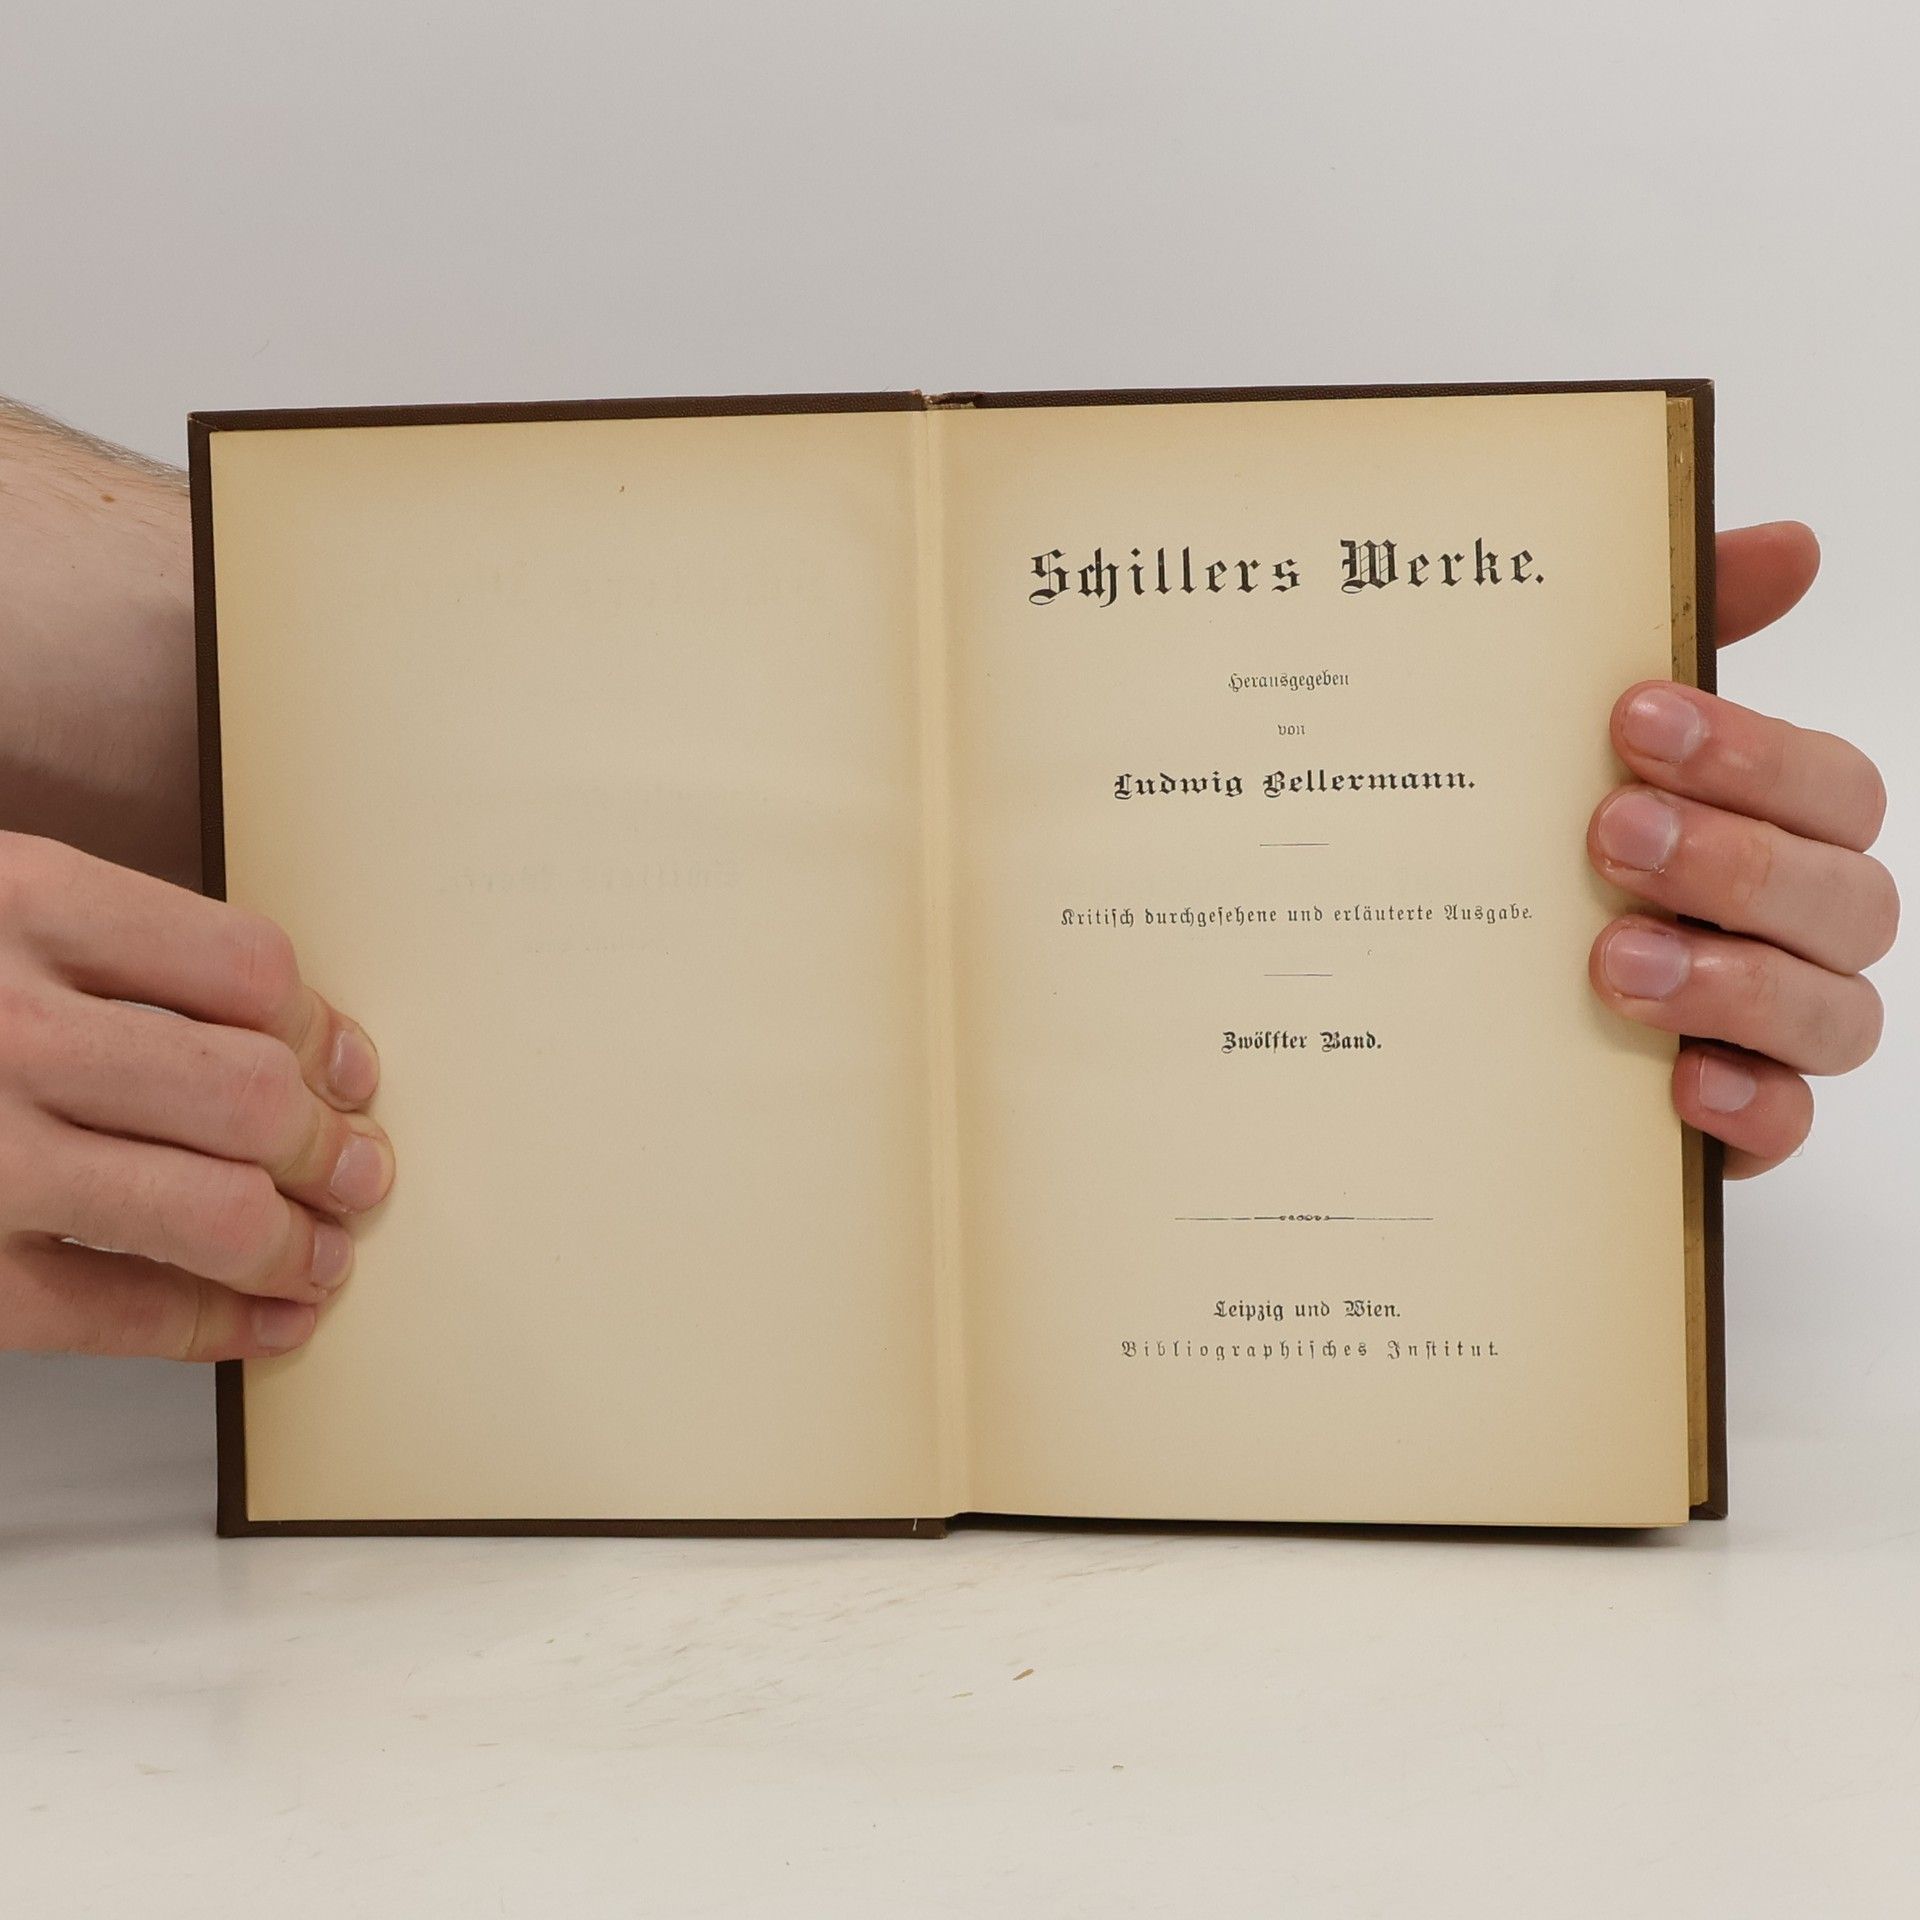 Schillers Werke.
Herausgegeben
von
Ludwig Bellermann.
Kritiſch durchgeſehene und erläuterte Ausgabe.
Zwölfter Band.
Leipzig und Wien.
Bibliographiſches Inſtitut.